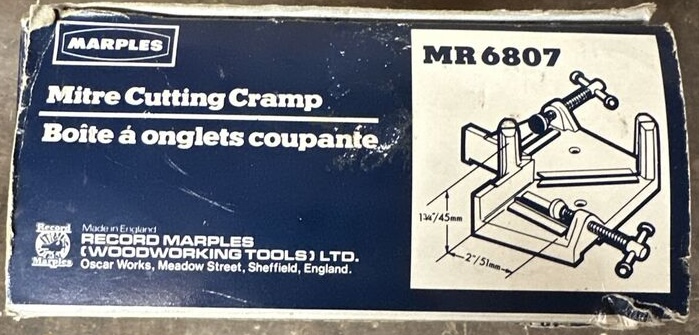 MARPLES
Mitre Cutting Cramp
Boîte á onglets coupante
Record
Marples
Made in England
RECORD MARPLES
(WOODWORKING TOOLS) LTD.
Oscar Works, Meadow Street, Sheffield, England.
MR 6807
1¾"/45mm
2"/51mm